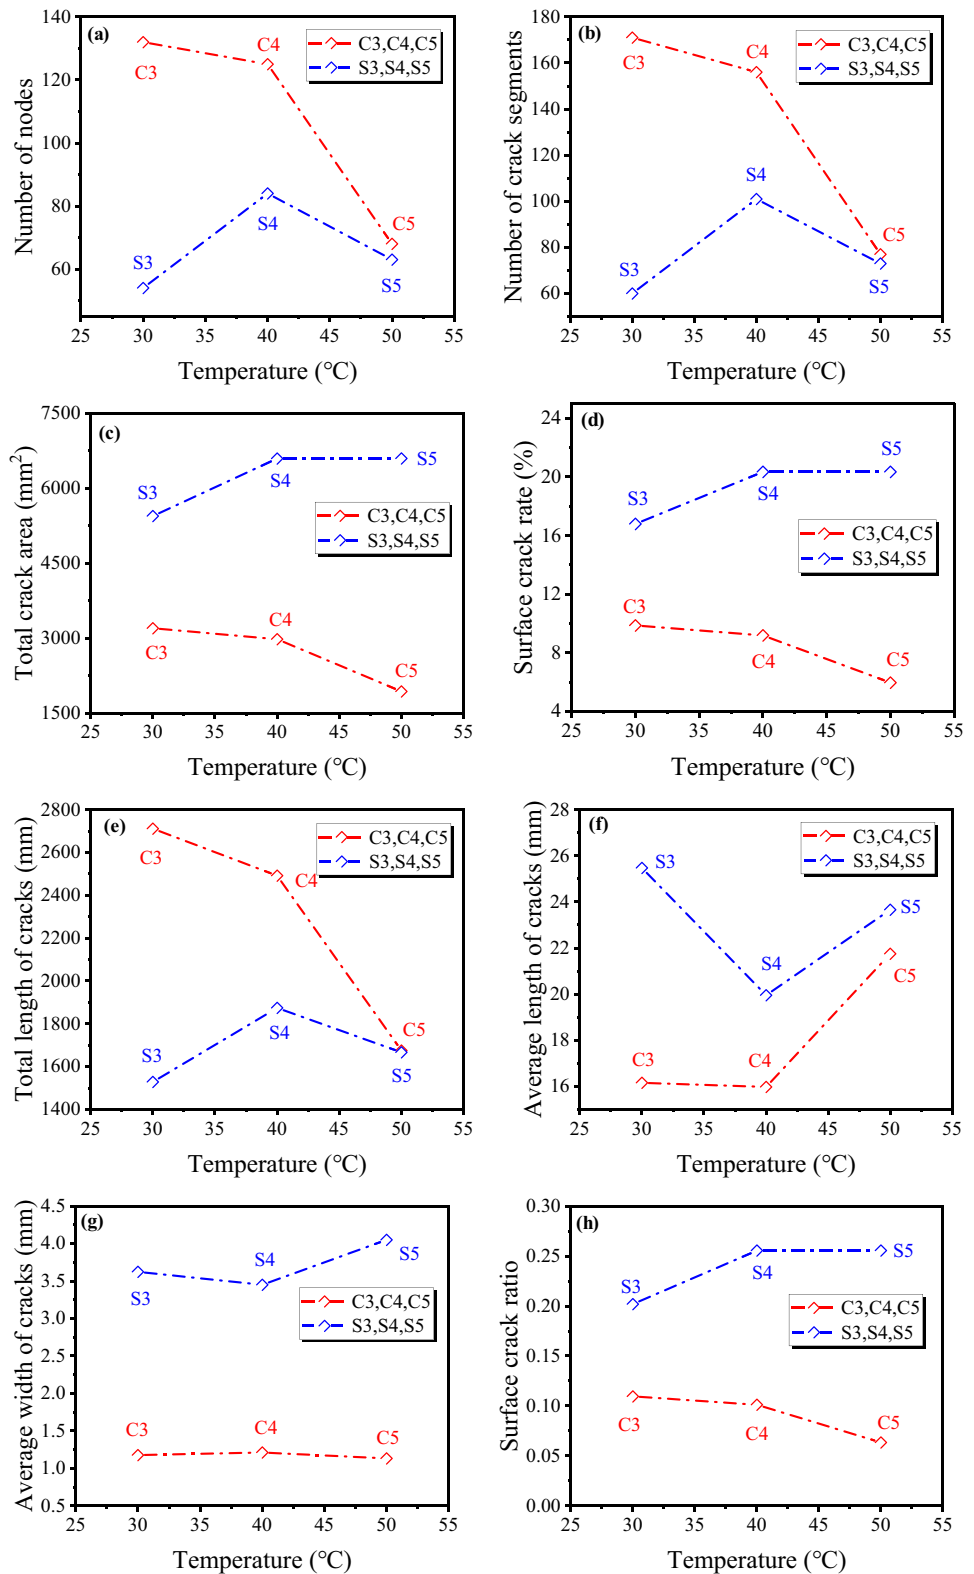 (a)
Number of nodes
140
120
100
80
60
C3
C4
C5
S3
S4
S5
C3,C4,C5
S3,S4,S5
25 30 35 40 45 50 55
Temperature (℃)
(b)
Number of crack segments
180
160
140
120
100
80
60
C3
C4
C5
S3
S4
S5
C3,C4,C5
S3,S4,S5
25 30 35 40 45 50 55
Temperature (℃)
(c)
Total crack area (mm²)
7500
6000
4500
3000
1500
S3
S4
S5
C3
C4
C5
C3,C4,C5
S3,S4,S5
25 30 35 40 45 50 55
Temperature (℃)
(d)
Surface crack rate (%)
24
20
16
12
8
4
S3
S4
S5
C3
C4
C5
C3,C4,C5
S3,S4,S5
25 30 35 40 45 50 55
Temperature (℃)
(e)
Total length of cracks (mm)
2800
2600
2400
2200
2000
1800
1600
1400
C3
C4
C5
S3
S4
S5
C3,C4,C5
S3,S4,S5
25 30 35 40 45 50 55
Temperature (℃)
(f)
Average length of cracks (mm)
28
26
24
22
20
18
16
S3
S4
S5
C3
C4
C5
C3,C4,C5
S3,S4,S5
25 30 35 40 45 50 55
Temperature (℃)
(g)
Average width of cracks (mm)
4.5
4.0
3.5
3.0
2.5
2.0
1.5
1.0
0.5
S3
S4
S5
C3
C4
C5
C3,C4,C5
S3,S4,S5
25 30 35 40 45 50 55
Temperature (℃)
(h)
Surface crack ratio
0.30
0.25
0.20
0.15
0.10
0.05
0.00
S3
S4
S5
C3
C4
C5
C3,C4,C5
S3,S4,S5
25 30 35 40 45 50 55
Temperature (℃)